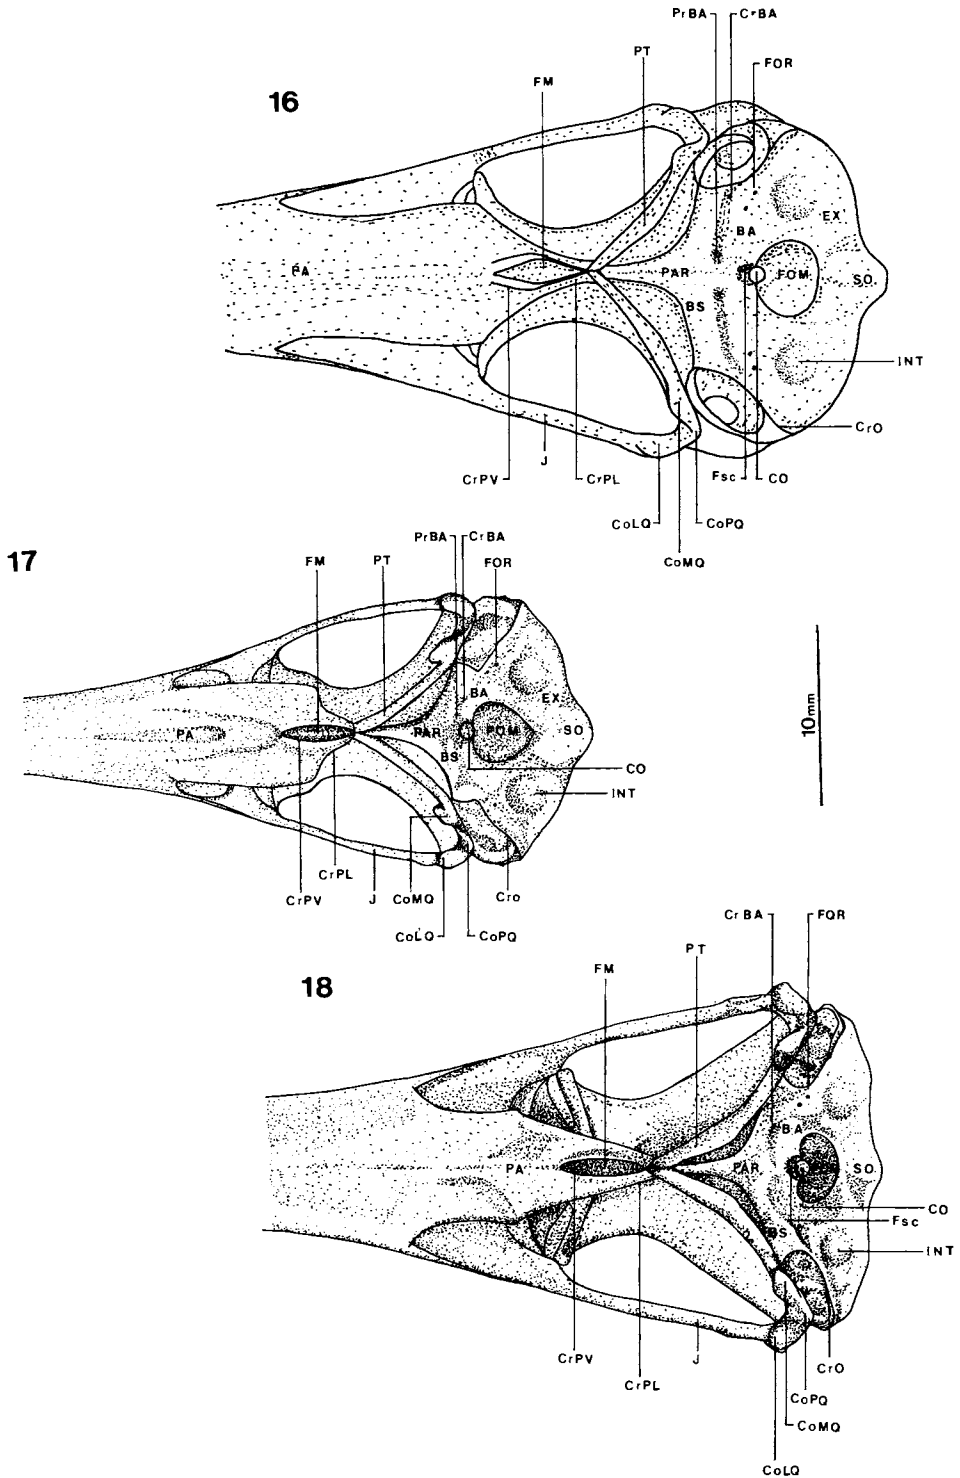 PrBA CrBA
PT FOR
FM
16
EX
BA
PA PAR FOM SO
BS
INT
CrO
CrPV J CrPL Fsc CO
CoLQ CoPQ
CoMQ
17
PrBA CrBA
FM PT FOR
BA EX
PA PAR FOM SO
BS
CO
INT
10mm
CrPL
CrPV J CoMQ Cro
CoLQ CoPQ
18
CrBA FOR
PT
FM
BA
PA PAR SO
CO
Fsc
BS
INT
CrPV J
CrPL CrO
CoPQ
CoMQ
CoLQ